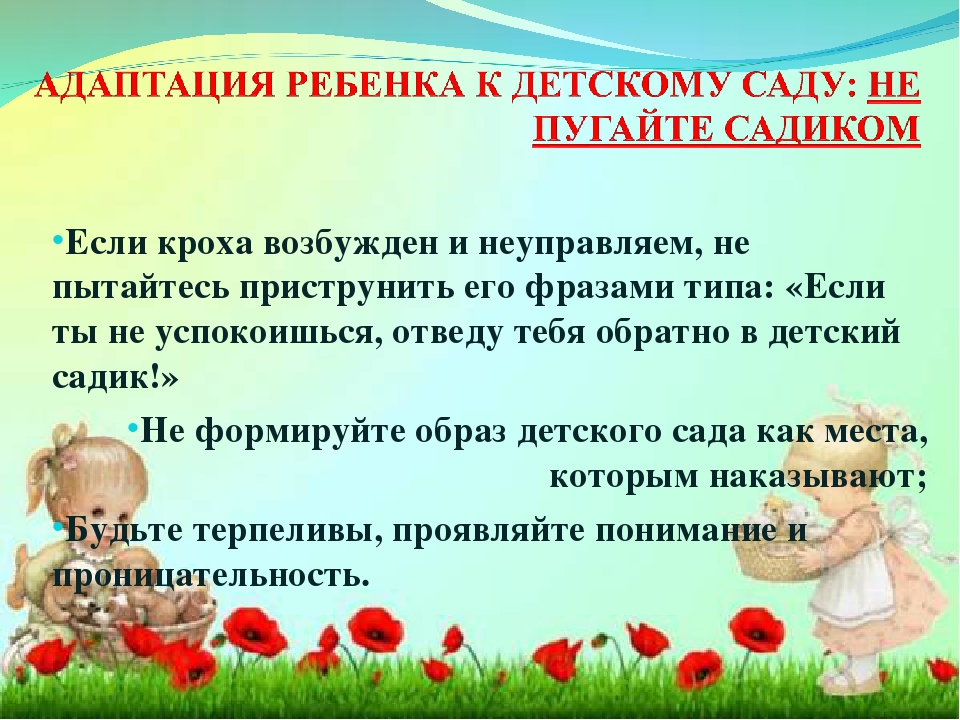 АДАПТАЦИЯ РЕБЕНКА К ДЕТСКОМУ САДУ: НЕ
ПУГАЙТЕ САДИКОМ
•Если кроха возбужден и неуправляем, не
пытайтесь приструнить его фразами типа: «Если
ты не успокоишься, отведу тебя обратно в детский
садик!»
•Не формируйте образ детского сада как места,
которым наказывают;
•Будьте терпеливы, проявляйте понимание и
проницательность.